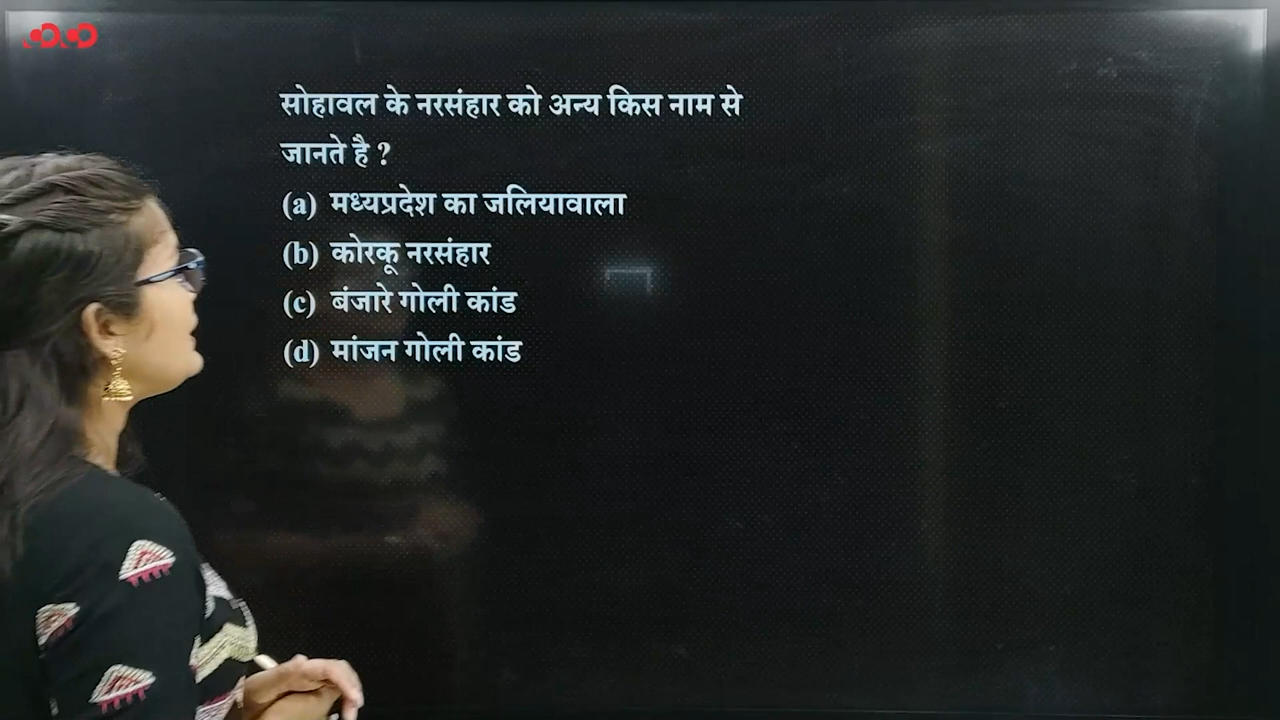 सोहावल के नरसंहार को अन्य किस नाम से
जानते है ?
(a) मध्यप्रदेश का जलियावाला
(b) कोरकू नरसंहार
(c) बंजारे गोली कांड
(d) मांजन गोली कांड